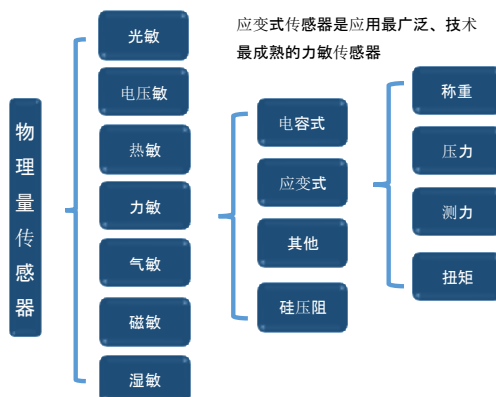 应变式传感器是应用最广泛、技术
最成熟的力敏传感器
物理量传感器
光敏
电压敏
热敏
力敏
气敏
磁敏
湿敏
电容式
应变式
其他
硅压阻
称重
压力
测力
扭矩